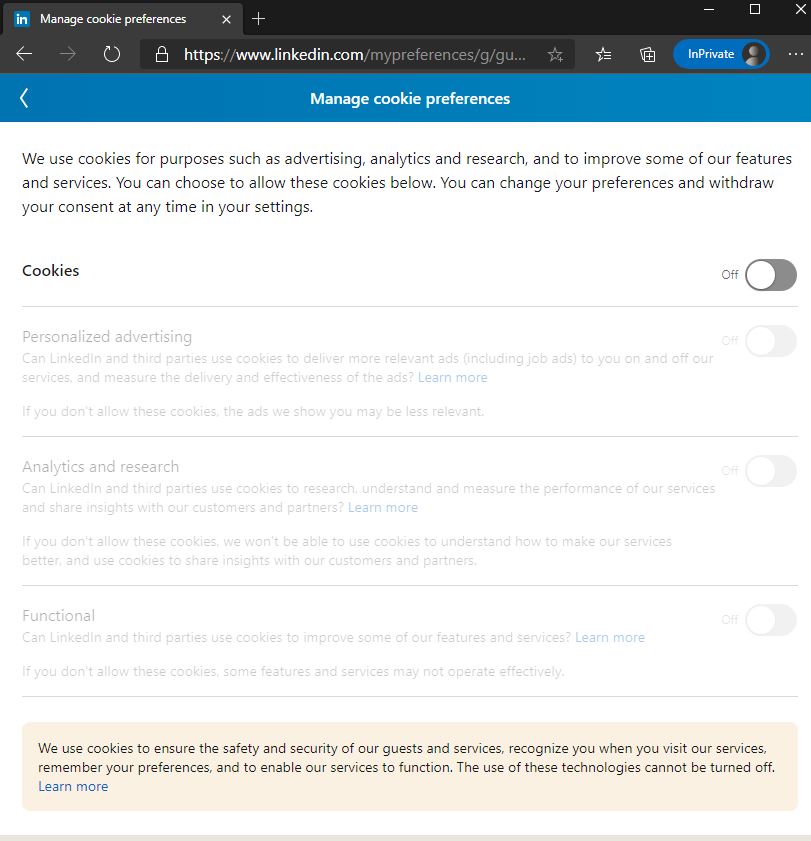 in Manage cookie preferences
https://www.linkedin.com/mypreferences/g/gu...
InPrivate
Manage cookie preferences
We use cookies for purposes such as advertising, analytics and research, and to improve some of our features
and services. You can choose to allow these cookies below. You can change your preferences and withdraw
your consent at any time in your settings.
Cookies
Off
Personalized advertising
Off
Can LinkedIn and third parties use cookies to deliver more relevant ads (including job ads) to you on and off our
services, and measure the delivery and effectiveness of the ads? Learn more
If you don't allow these cookies, the ads we show you may be less relevant.
Analytics and research
Off
Can LinkedIn and third parties use cookies to research, understand and measure the performance of our services
and share insights with our customers and partners? Learn more
If you don't allow these cookies, we won't be able to use cookies to understand how to make our services
better, and use cookies to share insights with our customers and partners.
Functional
Off
Can LinkedIn and third parties use cookies to improve some of our features and services? Learn more
If you don't allow these cookies, some features and services may not operate effectively.
We use cookies to ensure the safety and security of our guests and services, recognize you when you visit our services,
remember your preferences, and to enable our services to function. The use of these technologies cannot be turned off.
Learn more